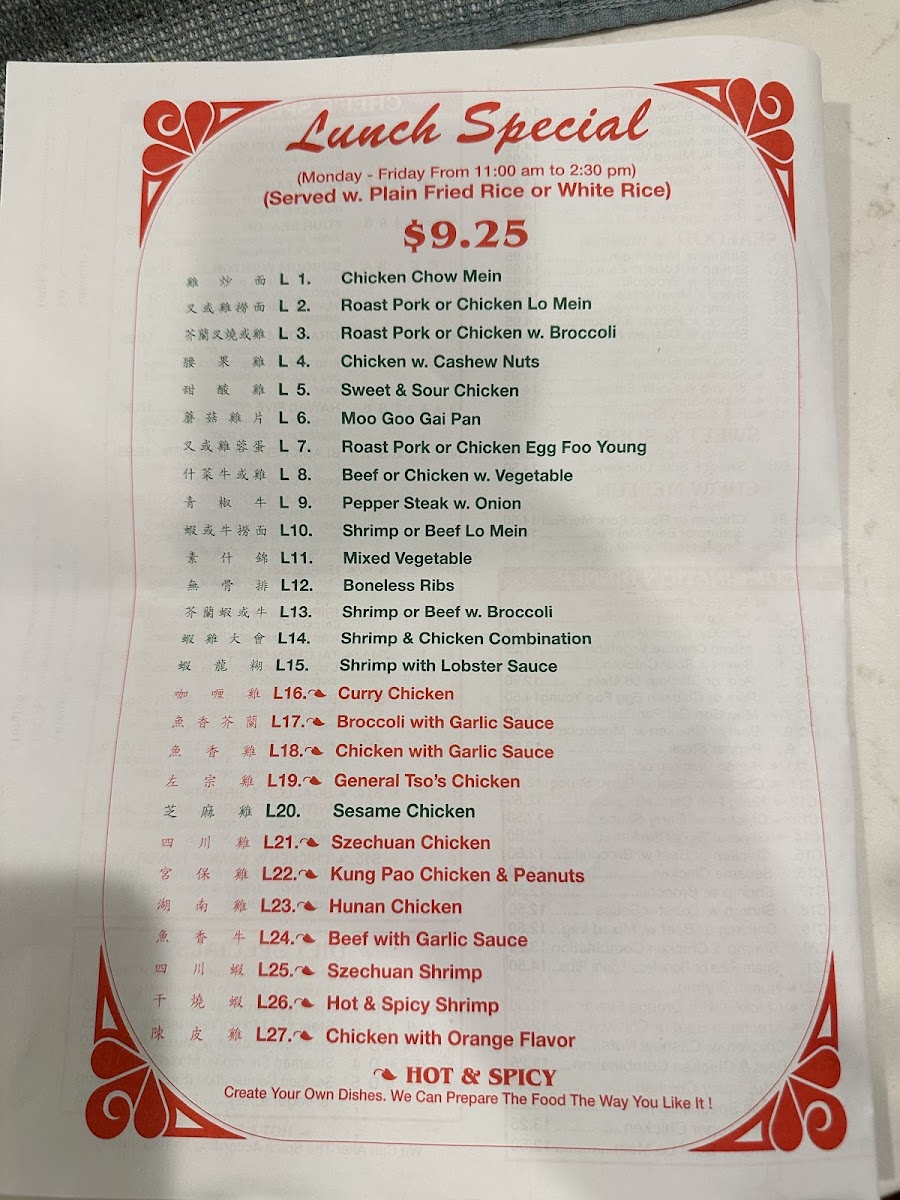 Lunch Special
(Monday - Friday From 11:00 am to 2:30 pm)
(Served w. Plain Fried Rice or White Rice)
$9.25
雞炒面 L 1. Chicken Chow Mein
叉或雞撈面 L 2. Roast Pork or Chicken Lo Mein
芥蘭叉燒或雞 L 3. Roast Pork or Chicken w. Broccoli
腰果雞 L 4. Chicken w. Cashew Nuts
甜酸雞 L 5. Sweet & Sour Chicken
蘑菇雞片 L 6. Moo Goo Gai Pan
叉或雞蓉蛋 L 7. Roast Pork or Chicken Egg Foo Young
什菜牛或雞 L 8. Beef or Chicken w. Vegetable
青椒牛 L 9. Pepper Steak w. Onion
蝦或牛撈面 L10. Shrimp or Beef Lo Mein
素什錦 L11. Mixed Vegetable
無骨排 L12. Boneless Ribs
芥蘭蝦或牛 L13. Shrimp or Beef w. Broccoli
蝦雞大會 L14. Shrimp & Chicken Combination
蝦龍糊 L15. Shrimp with Lobster Sauce
咖喱雞 L16. Curry Chicken
魚香芥蘭 L17. Broccoli with Garlic Sauce
魚香雞 L18. Chicken with Garlic Sauce
左宗雞 L19. General Tso's Chicken
芝麻雞 L20. Sesame Chicken
四川雞 L21. Szechuan Chicken
宮保雞 L22. Kung Pao Chicken & Peanuts
湖南雞 L23. Hunan Chicken
魚香牛 L24. Beef with Garlic Sauce
四川蝦 L25. Szechuan Shrimp
干燒蝦 L26. Hot & Spicy Shrimp
陳皮雞 L27. Chicken with Orange Flavor
HOT & SPICY
Create Your Own Dishes. We Can Prepare The Food The Way You Like It !